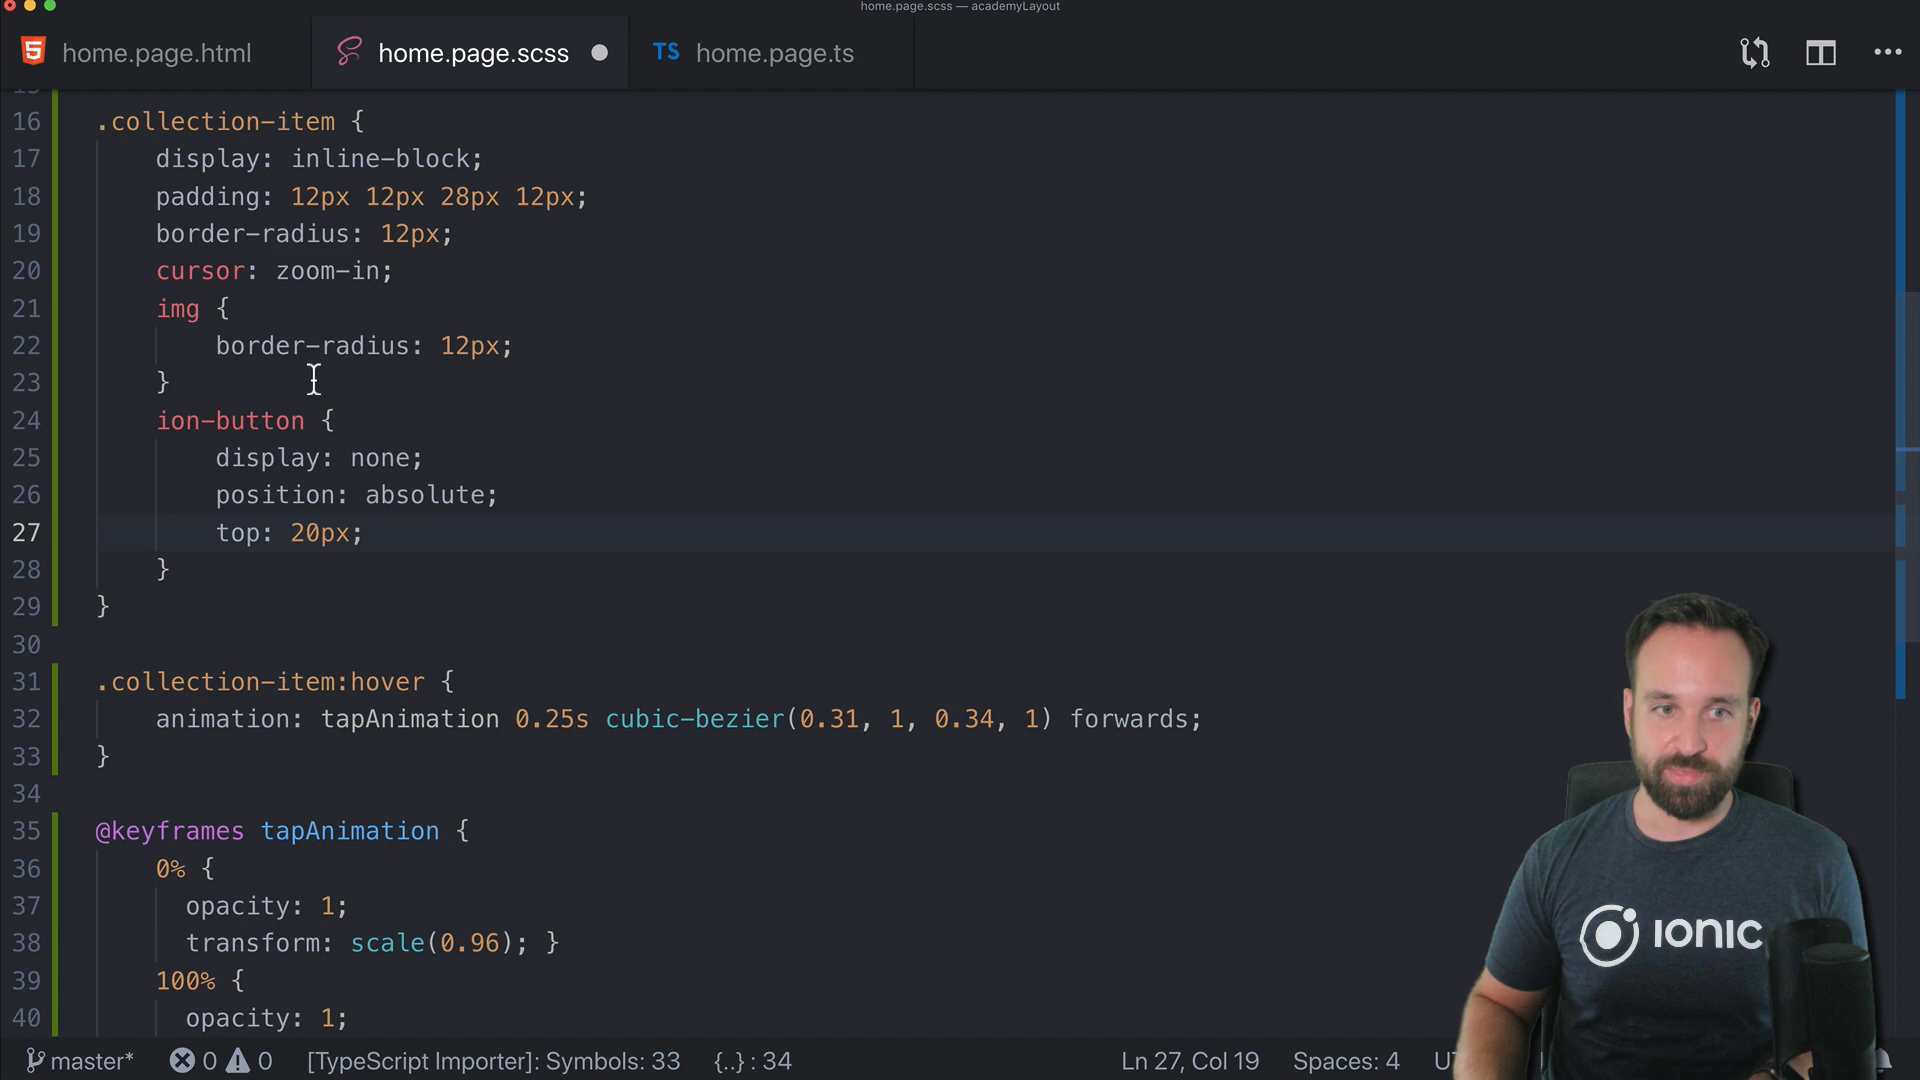 home.page.scss — academyLayout
home.page.html
home.page.scss
TS home.page.ts
16 .collection-item {
17 display: inline-block;
18 padding: 12px 12px 28px 12px;
19 border-radius: 12px;
20 cursor: zoom-in;
21 img {
22 border-radius: 12px;
23 }
24 ion-button {
25 display: none;
26 position: absolute;
27 top: 20px;
28 }
29 }
30
31 .collection-item:hover {
32 animation: tapAnimation 0.25s cubic-bezier(0.31, 1, 0.34, 1) forwards;
33 }
34
35 @keyframes tapAnimation {
36 0% {
37 opacity: 1;
38 transform: scale(0.96); }
39 100% {
40 opacity: 1;
IONIC
master* 0 0 [TypeScript Importer]: Symbols: 33 {..} : 34 Ln 27, Col 19 Spaces: 4